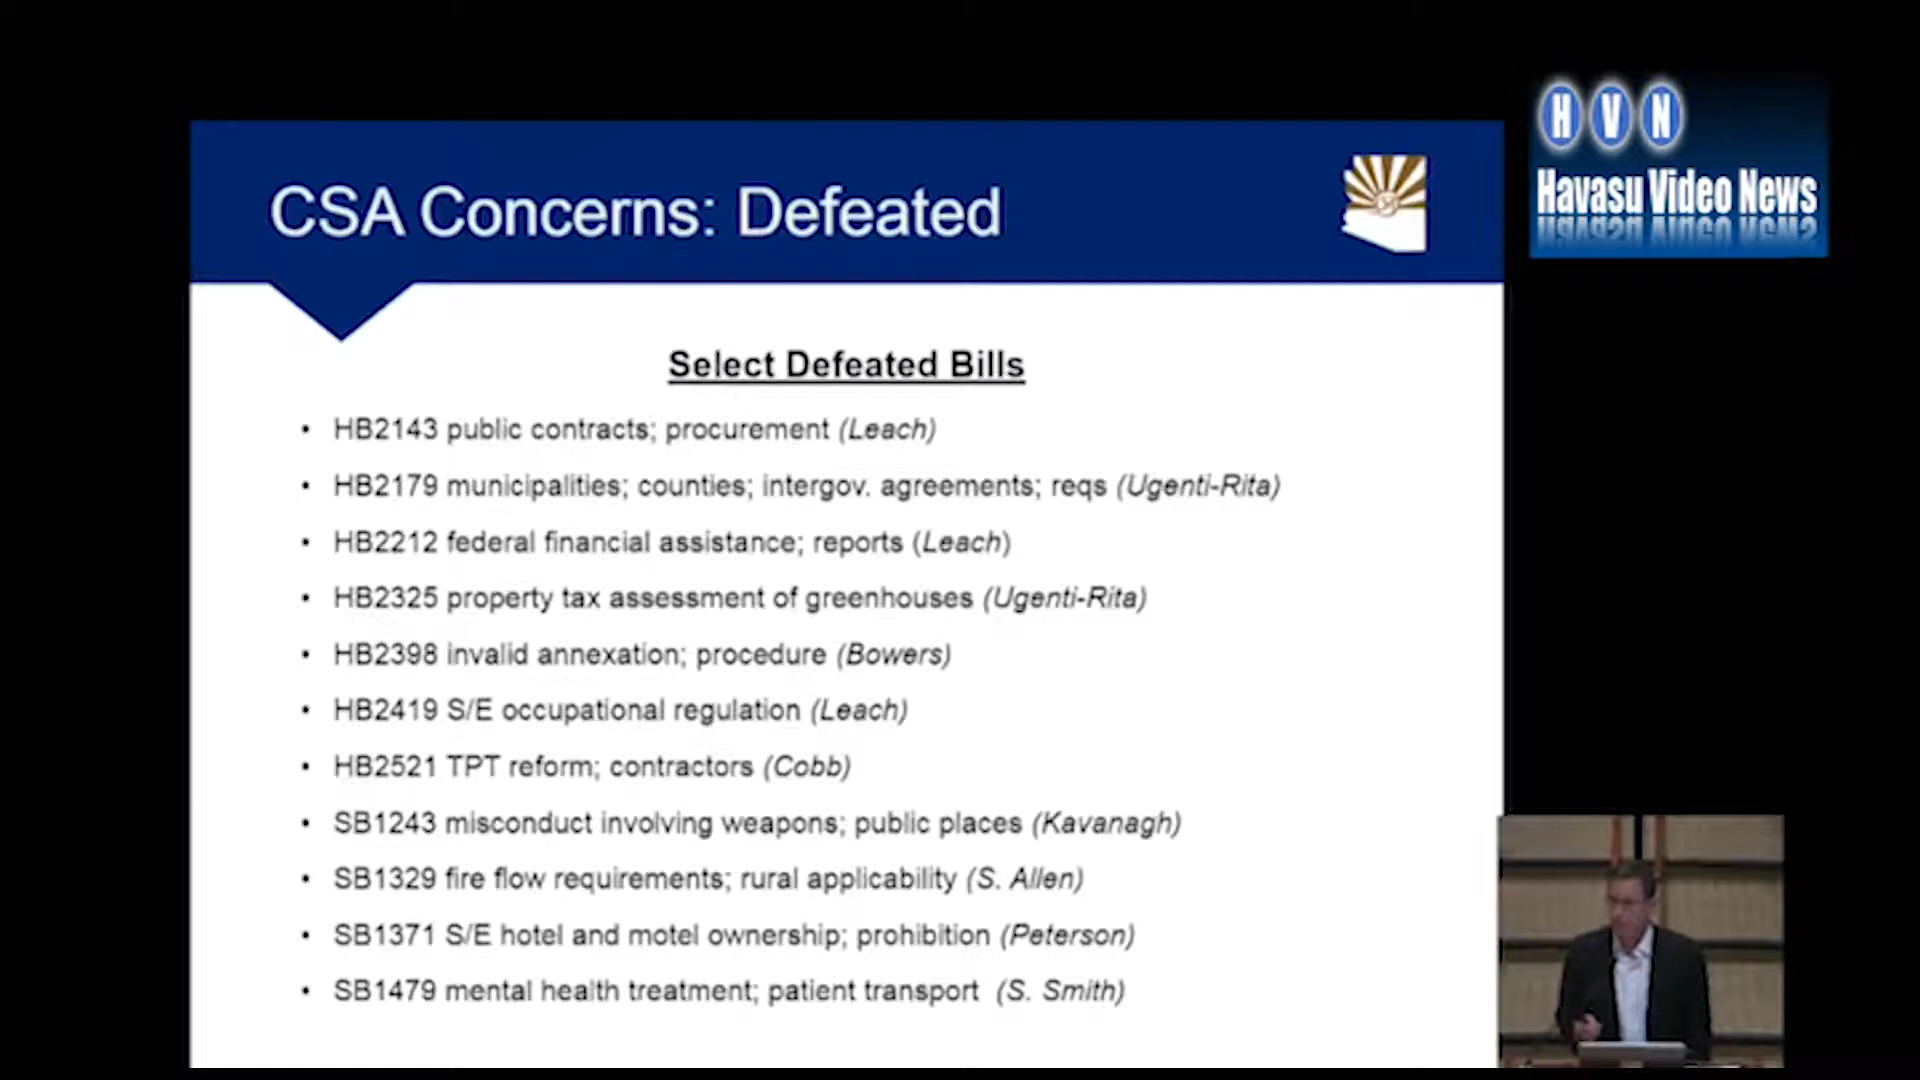 HVN
Havasu Video News
CSA Concerns: Defeated
Select Defeated Bills
• HB2143 public contracts; procurement (Leach)
• HB2179 municipalities; counties; intergov. agreements; reqs (Ugenti-Rita)
• HB2212 federal financial assistance; reports (Leach)
• HB2325 property tax assessment of greenhouses (Ugenti-Rita)
• HB2398 invalid annexation; procedure (Bowers)
• HB2419 S/E occupational regulation (Leach)
• HB2521 TPT reform; contractors (Cobb)
• SB1243 misconduct involving weapons; public places (Kavanagh)
• SB1329 fire flow requirements; rural applicability (S. Allen)
• SB1371 S/E hotel and motel ownership; prohibition (Peterson)
• SB1479 mental health treatment; patient transport (S. Smith)